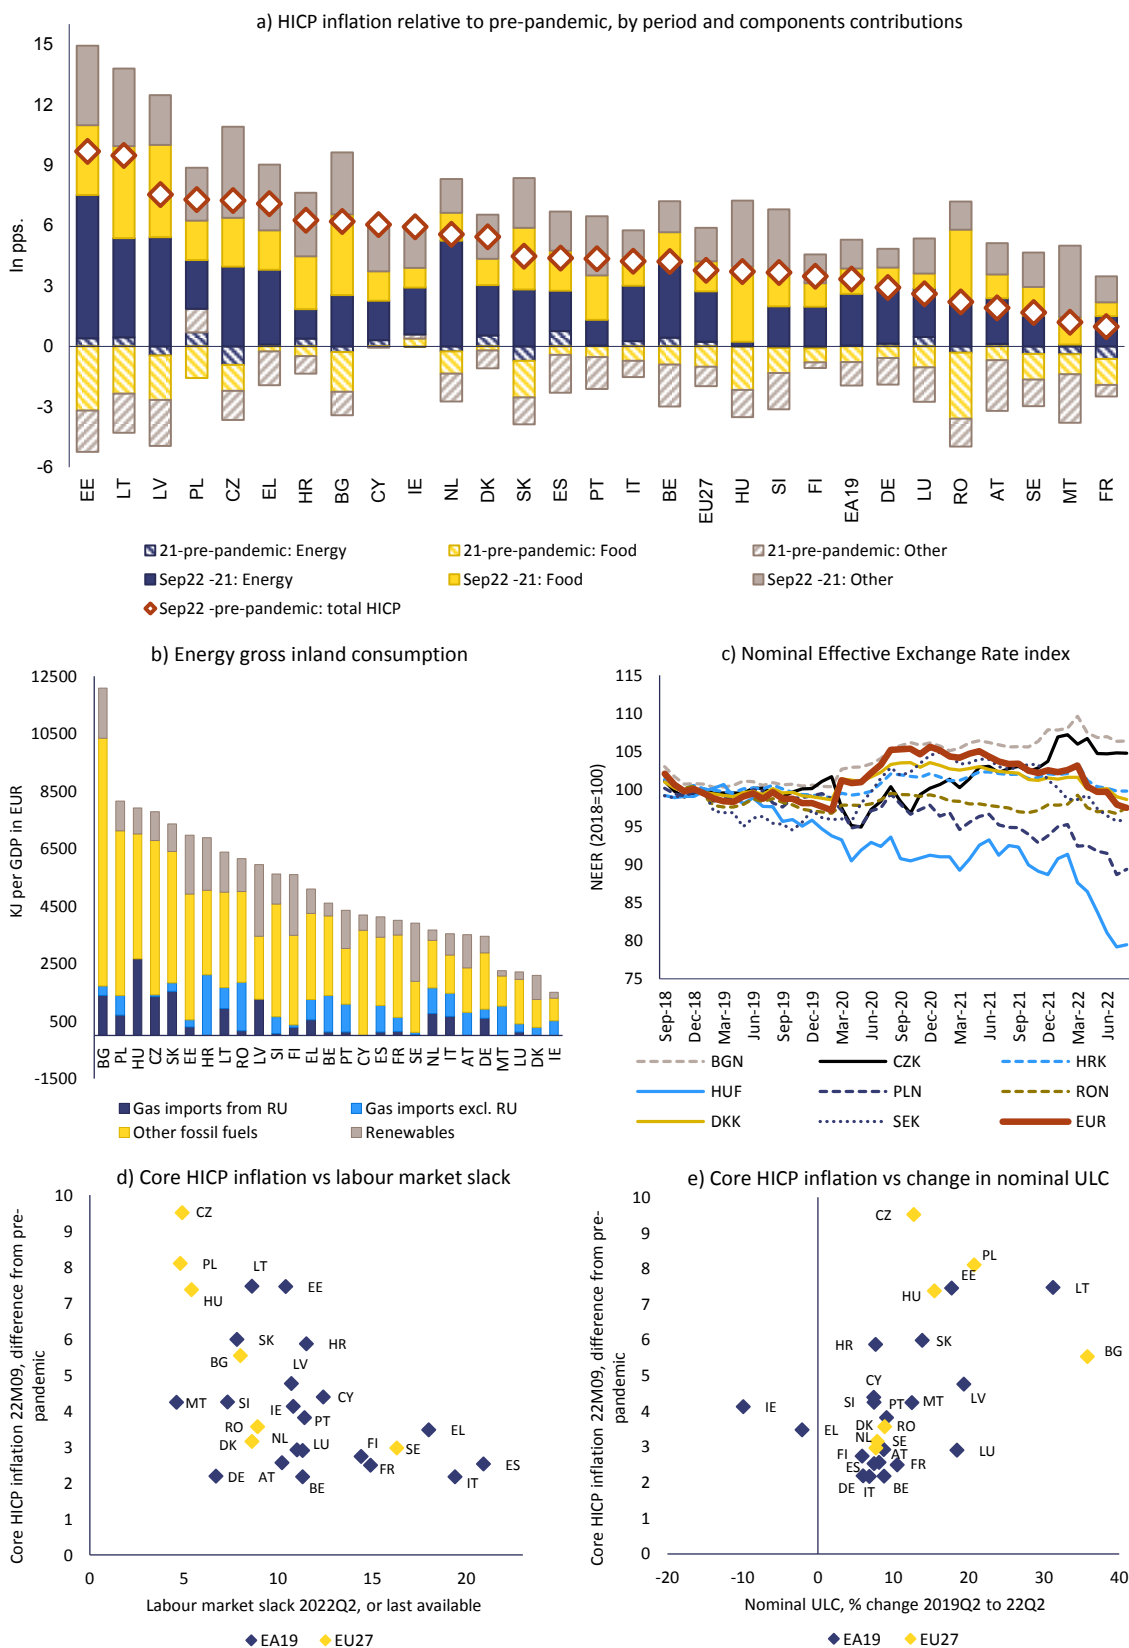 a) HICP inflation relative to pre-pandemic, by period and components contributions
In pps.
15
12
9
6
3
0
-3
-6
EE LT LV PL CZ EL HR BG CY IE NL DK SK ES PT IT BE EU27 HU SI FI EA19 DE LU RO AT SE MT FR
21-pre-pandemic: Energy 21-pre-pandemic: Food 21-pre-pandemic: Other
Sep22 -21: Energy Sep22 -21: Food Sep22 -21: Other
Sep22 -pre-pandemic: total HICP
b) Energy gross inland consumption
KJ per GDP in EUR
12500
10500
8500
6500
4500
2500
500
-1500
BG PL HU CZ SK EE HR LT RO LV SI FI EL BE PT CY ES FR SE NL IT AT DE MT LU DK IE
Gas imports from RU Gas imports excl. RU
Other fossil fuels Renewables
c) Nominal Effective Exchange Rate index
NEER (2018=100)
115
110
105
100
95
90
85
80
75
Sep-18 Dec-18 Mar-19 Jun-19 Sep-19 Dec-19 Mar-20 Jun-20 Sep-20 Dec-20 Mar-21 Jun-21 Sep-21 Dec-21 Mar-22 Jun-22
BGN CZK HRK
HUF PLN RON
DKK SEK EUR
d) Core HICP inflation vs labour market slack
Core HICP inflation 22M09, difference from pre-
pandemic
10
9
8
7
6
5
4
3
2
1
0
CZ
PL LT
EE
HU
SK HR
BG LV
MT SI IE CY
RO PT
DK NL LU EL
FI SE
DE AT BE FR IT ES
0 5 10 15 20
Labour market slack 2022Q2, or last available
EA19 EU27
e) Core HICP inflation vs change in nominal ULC
Core HICP inflation 22M09, difference from pre-
pandemic
10
9
8
7
6
5
4
3
2
1
0
CZ
PL
EE
HU LT
HR SK
BG
CY
IE SI PT MT LV
EL DK RO
NL SE
FI AT LU
ES FR
DE IT BE
-20 -10 0 10 20 30 40
Nominal ULC, % change 2019Q2 to 22Q2
EA19 EU27